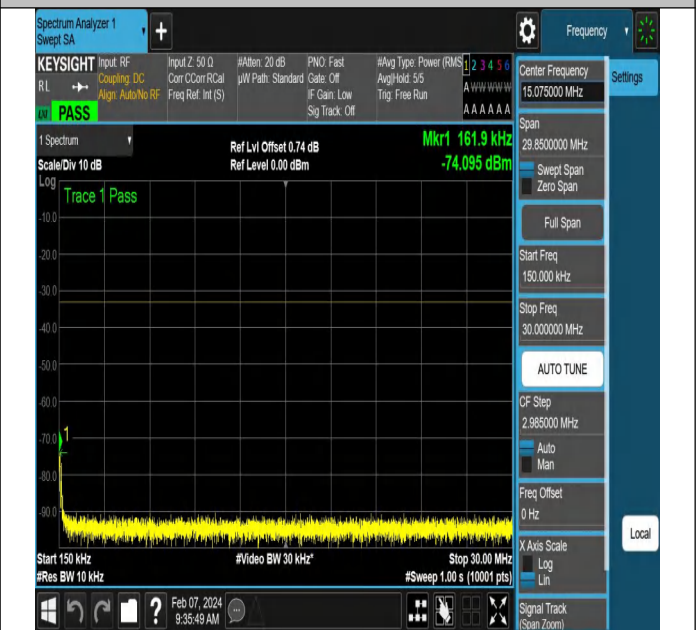 Spectrum Analyzer 1
Swept SA
+
Frequency
KEYSIGHT Input: RF
RL
Coupling: DC
Align: Auto/No RF
Input Z: 50 Ω
Corr CCorr RCal
Freq Ref: Int (S)
#Atten: 20 dB
µW Path: Standard
PNO: Fast
Gate: Off
IF Gain: Low
Sig Track: Off
#Avg Type: Power (RMS
Avg|Hold: 5/5
Trig: Free Run
1 2 3 4 5 6
A W W W W W
A A A A A A
PASS
1 Spectrum
Scale/Div 10 dB
Log
Ref Lvl Offset 0.74 dB
Ref Level 0.00 dBm
Mkr1 161.9 kHz
-74.095 dBm
Trace 1 Pass
-10.0
-20.0
-30.0
-40.0
-50.0
-60.0
-70.0
1
-80.0
-90.0
Start 150 kHz
#Res BW 10 kHz
#Video BW 30 kHz*
Stop 30.00 MHz
#Sweep 1.00 s (10001 pts)
Center Frequency
15.075000 MHz
Settings
Span
29.8500000 MHz
Swept Span
Zero Span
Full Span
Start Freq
150.000 kHz
Stop Freq
30.000000 MHz
AUTO TUNE
CF Step
2.985000 MHz
Auto
Man
Freq Offset
0 Hz
Local
X Axis Scale
Log
Lin
Signal Track
(Span Zoom)
?
Feb 07, 2024
9:35:49 AM